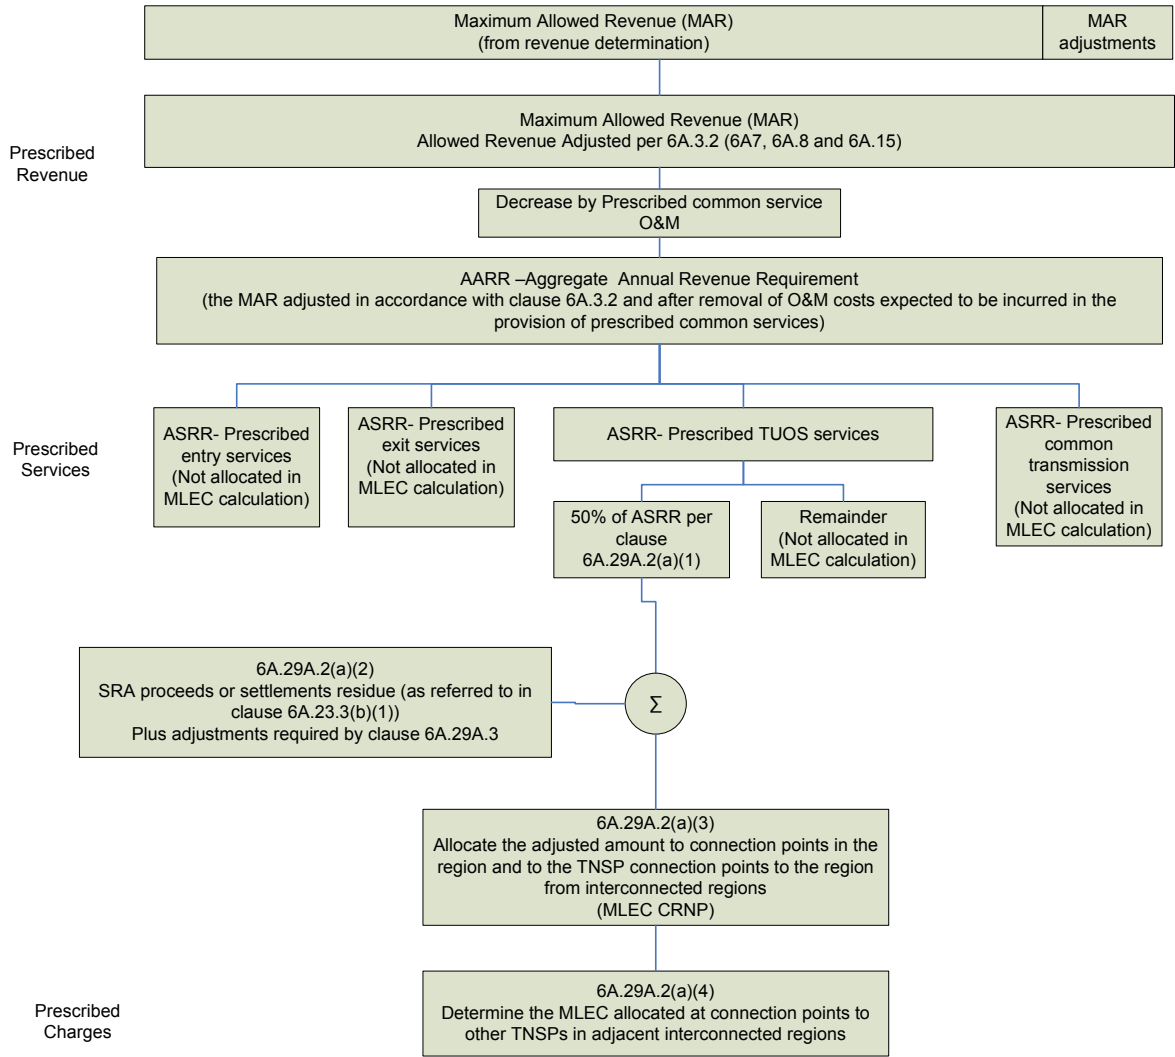 Maximum Allowed Revenue (MAR)
(from revenue determination)
MAR
adjustments
Prescribed
Revenue
Maximum Allowed Revenue (MAR)
Allowed Revenue Adjusted per 6A.3.2 (6A7, 6A.8 and 6A.15)
Decrease by Prescribed common service
O&M
AARR –Aggregate Annual Revenue Requirement
(the MAR adjusted in accordance with clause 6A.3.2 and after removal of O&M costs expected to be incurred in the
provision of prescribed common services)
Prescribed
Services
ASRR- Prescribed
entry services
(Not allocated in
MLEC calculation)
ASRR- Prescribed
exit services
(Not allocated in
MLEC calculation)
ASRR- Prescribed TUOS services
ASRR- Prescribed
common
transmission
services
(Not allocated in
MLEC calculation)
50% of ASRR per
clause
6A.29A.2(a)(1)
Remainder
(Not allocated in
MLEC calculation)
6A.29A.2(a)(2)
SRA proceeds or settlements residue (as referred to in
clause 6A.23.3(b)(1))
Plus adjustments required by clause 6A.29A.3
Σ
6A.29A.2(a)(3)
Allocate the adjusted amount to connection points in the
region and to the TNSP connection points to the region
from interconnected regions
(MLEC CRNP)
Prescribed
Charges
6A.29A.2(a)(4)
Determine the MLEC allocated at connection points to
other TNSPs in adjacent interconnected regions